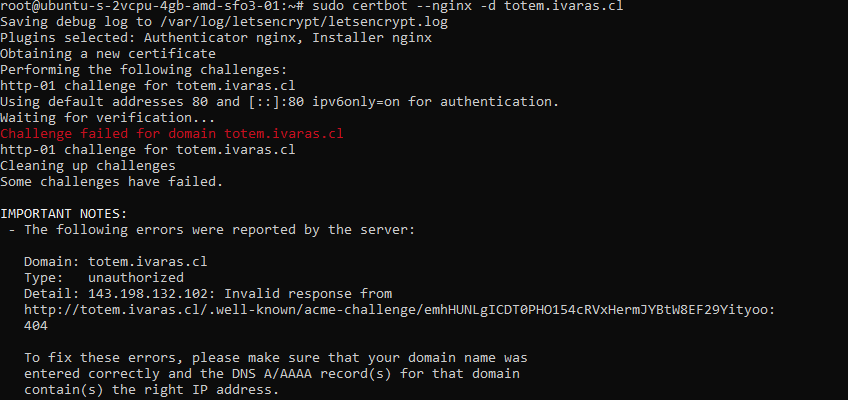 root@ubuntu-s-2vcpu-4gb-amd-sfo3-01:~# sudo certbot --nginx -d totem.ivaras.cl
Saving debug log to /var/log/letsencrypt/letsencrypt.log
Plugins selected: Authenticator nginx, Installer nginx
Obtaining a new certificate
Performing the following challenges:
http-01 challenge for totem.ivaras.cl
Using default addresses 80 and [::]:80 ipv6only=on for authentication.
Waiting for verification...
Challenge failed for domain totem.ivaras.cl
http-01 challenge for totem.ivaras.cl
Cleaning up challenges
Some challenges have failed.
IMPORTANT NOTES:
- The following errors were reported by the server:
Domain: totem.ivaras.cl
Type: unauthorized
Detail: 143.198.132.102: Invalid response from
http://totem.ivaras.cl/.well-known/acme-challenge/emhHUNLgICDT0PHO154cRVxHermJYBtW8EF29Yityoo:
404
To fix these errors, please make sure that your domain name was
entered correctly and the DNS A/AAAA record(s) for that domain
contain(s) the right IP address.